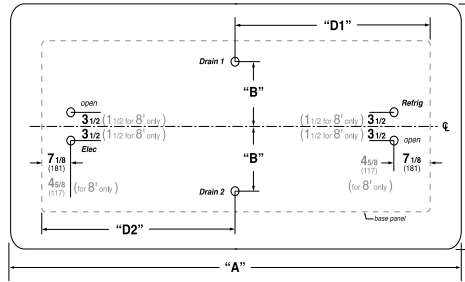 "D1"
Drain 1
open
"B"
Refrig
3 1/2 (1 1/2 for 8' only)
(1 1/2 for 8' only) 3 1/2
3 1/2 (1 1/2 for 8' only)
(1 1/2 for 8' only) 3 1/2
℄
Elec
open
7 1/8
(181)
"B"
4 5/8
(117)
7 1/8
(181)
4 5/8
(117)
(for 8' only)
(for 8' only)
Drain 2
base panel
"D2"
"A"